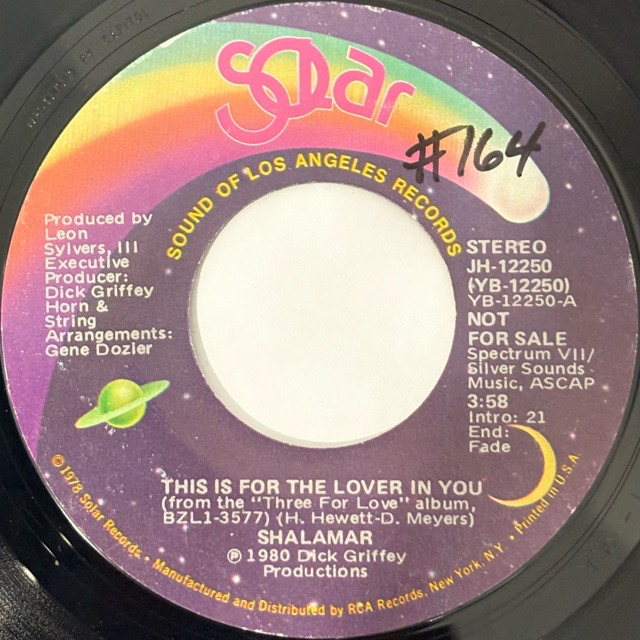 Solar
#164
SOUND OF LOS ANGELES RECORDS
Produced by
Leon
Sylvers, III
Executive
Producer:
Dick Griffey
Horn &
String
Arrangements:
Gene Dozier
STEREO
JH-12250
(YB-12250)
YB-12250-A
NOT
FOR SALE
Spectrum VII/
Silver Sounds
Music, ASCAP
3:58
Intro: 21
End:
Fade
THIS IS FOR THE LOVER IN YOU
(from the "Three For Love" album,
BZL1-3577) (H. Hewett-D. Meyers)
SHALAMAR
℗ 1980 Dick Griffey
Productions
© 1978 Solar Records • Manufactured and Distributed by RCA Records, New York, N.Y. • Printed in U.S.A.